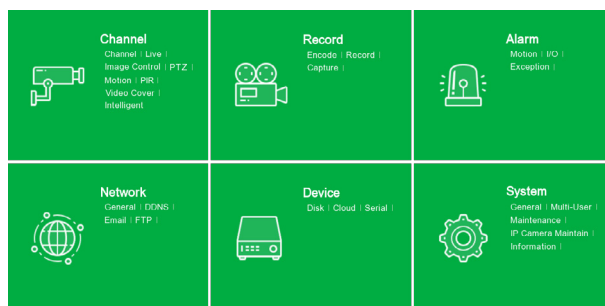 Channel
Channel | Live |
Image Control | PTZ |
Motion | PIR |
Video Cover |
Intelligent
Record
Encode | Record |
Capture |
Alarm
Motion | I/O |
Exception |
Network
General | DDNS |
Email | FTP |
Device
Disk | Cloud | Serial |
System
General | Multi-User |
Maintenance |
IP Camera Maintain |
Information |